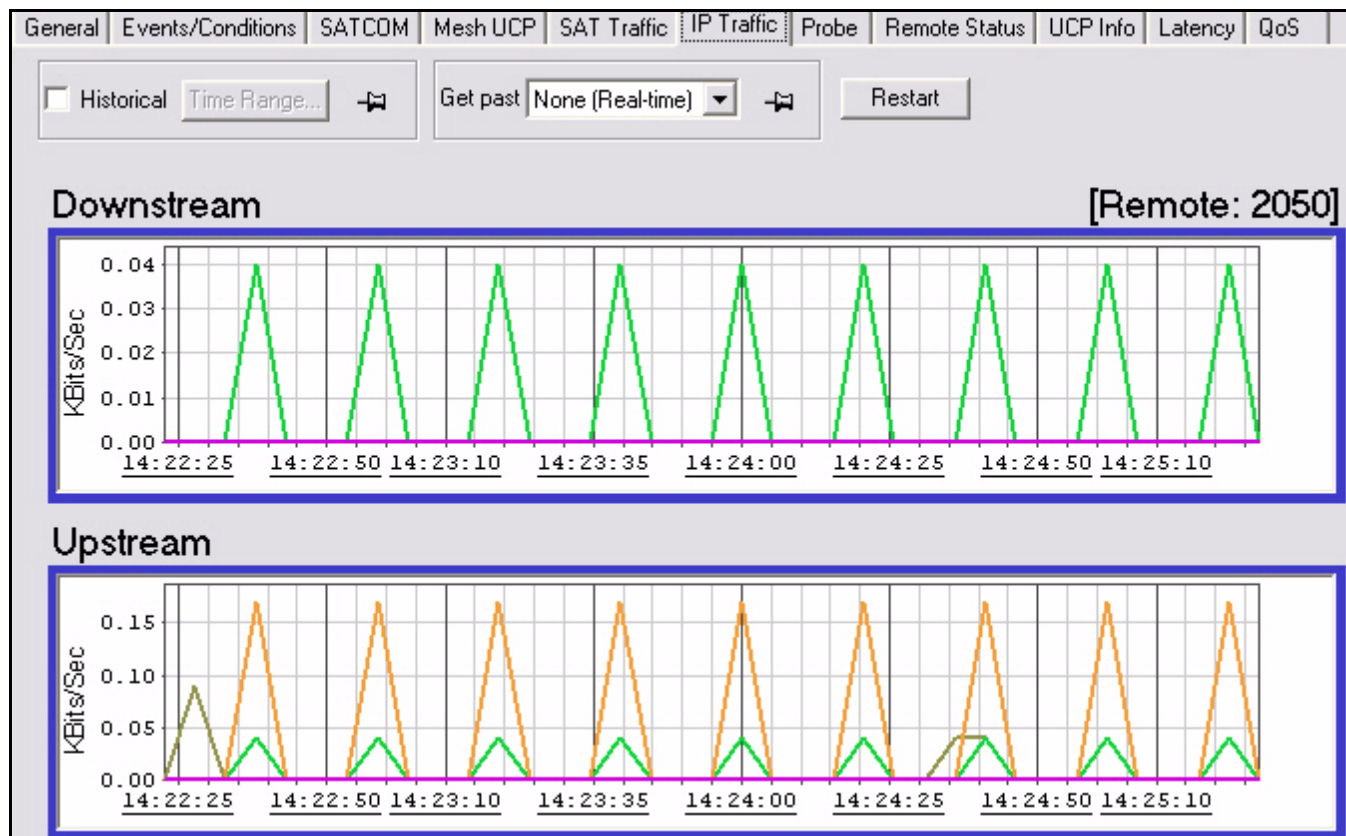 General Events/Conditions SATCOM Mesh UCP SAT Traffic IP Traffic Probe Remote Status UCP Info Latency QoS
Historical Time Range... Get past None (Real-time) Restart
Downstream [Remote: 2050]
KBits/Sec
0.04
0.03
0.02
0.01
0.00
14:22:25 14:22:50 14:23:10 14:23:35 14:24:00 14:24:25 14:24:50 14:25:10
Upstream
KBits/Sec
0.15
0.10
0.05
0.00
14:22:25 14:22:50 14:23:10 14:23:35 14:24:00 14:24:25 14:24:50 14:25:10